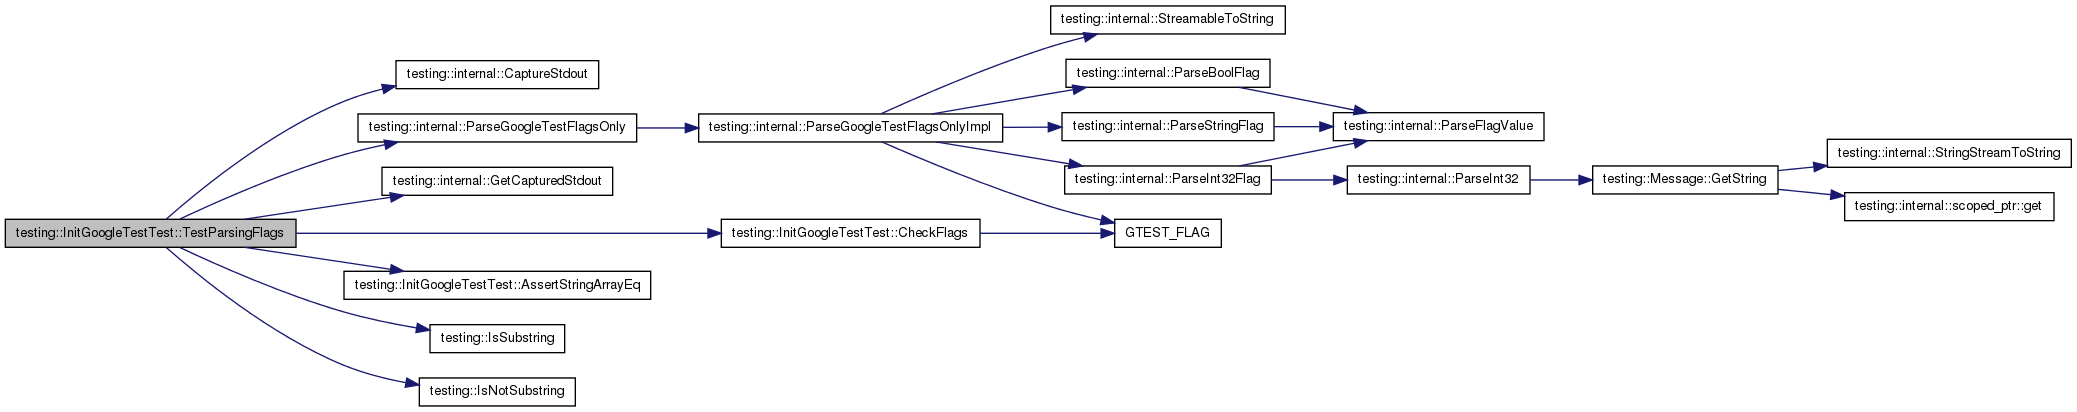 testing::internal::StreamableToString
testing::internal::CaptureStdout
testing::internal::ParseBoolFlag
testing::internal::ParseGoogleTestFlagsOnly
testing::internal::ParseGoogleTestFlagsOnlyImpl
testing::internal::ParseStringFlag
testing::internal::ParseFlagValue
testing::internal::StringStreamToString
testing::internal::GetCapturedStdout
testing::internal::ParseInt32Flag
testing::internal::ParseInt32
testing::Message::GetString
testing::internal::scoped_ptr::get
testing::InitGoogleTestTest::TestParsingFlags
testing::InitGoogleTestTest::CheckFlags
GTEST_FLAG
testing::InitGoogleTestTest::AssertStringArrayEq
testing::IsSubstring
testing::IsNotSubstring